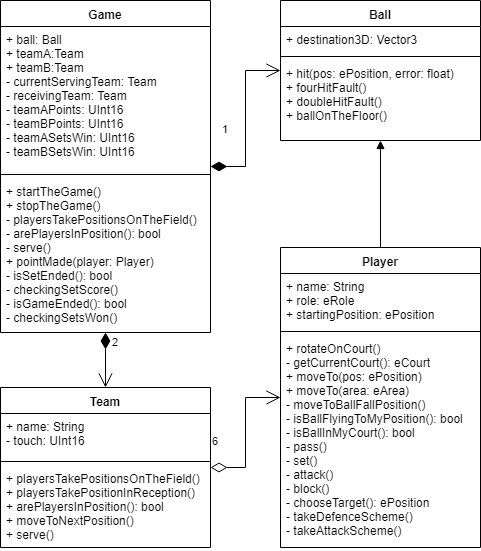 Game
+ ball: Ball
+ teamA:Team
+ teamB:Team
- currentServingTeam: Team
- receivingTeam: Team
- teamAPoints: UInt16
- teamBPoints: UInt16
- teamASetsWin: UInt16
- teamBSetsWin: UInt16
+ startTheGame()
+ stopTheGame()
- playersTakePositionsOnTheField()
- arePlayersInPosition(): bool
- serve()
+ pointMade(player: Player)
- isSetEnded(): bool
- checkingSetScore()
- isGameEnded(): bool
- checkingSetsWon()
1
2
Ball
+ destination3D: Vector3
+ hit(pos: ePosition, error: float)
+ fourHitFault()
+ doubleHitFault()
+ ballOnTheFloor()
Team
+ name: String
- touch: UInt16
+ playersTakePositionsOnTheField()
+ playersTakePositionInReception()
+ arePlayersInPosition(): bool
+ moveToNextPosition()
+ serve()
6
Player
+ name: String
+ role: eRole
+ startingPosition: ePosition
+ rotateOnCourt()
- getCurrentCourt(): eCourt
+ moveTo(pos: ePosition)
+ moveTo(area: eArea)
- moveToBallFallPosition()
- isBallFlyingToMyPosition(): bool
- isBallInMyCourt(): bool
- pass()
- set()
- attack()
- block()
- chooseTarget(): ePosition
- takeDefenceScheme()
- takeAttackScheme()